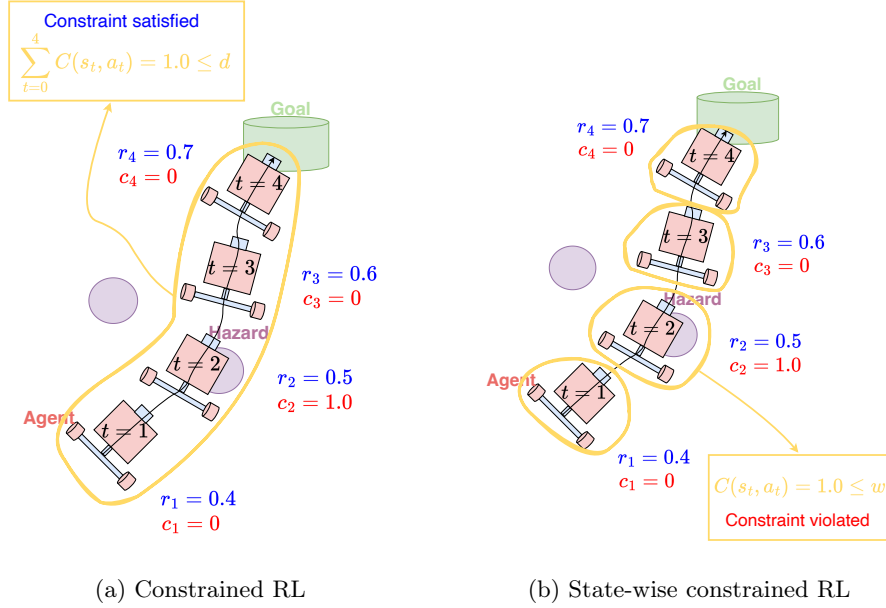 Constraint satisfied
\sum_{t=0}^{4} C(s_t, a_t) = 1.0 \leq d
Goal
r_4 = 0.7
c_4 = 0
t = 4
t = 3
r_3 = 0.6
c_3 = 0
Hazard
t = 2
r_2 = 0.5
c_2 = 1.0
Agent
t = 1
r_1 = 0.4
c_1 = 0
(a) Constrained RL
Goal
r_4 = 0.7
c_4 = 0
t = 4
t = 3
r_3 = 0.6
c_3 = 0
Hazard
t = 2
r_2 = 0.5
c_2 = 1.0
Agent
t = 1
r_1 = 0.4
c_1 = 0
C(s_t, a_t) = 1.0 \leq w
Constraint violated
(b) State-wise constrained RL